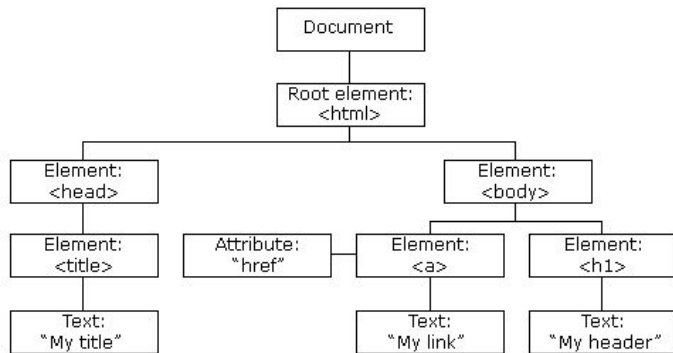 Document
Root element:
<html>
Element:
<head>
Element:
<body>
Element:
<title>
Attribute:
“href”
Element:
<a>
Element:
<h1>
Text:
“My title”
Text:
“My link”
Text:
“My header”